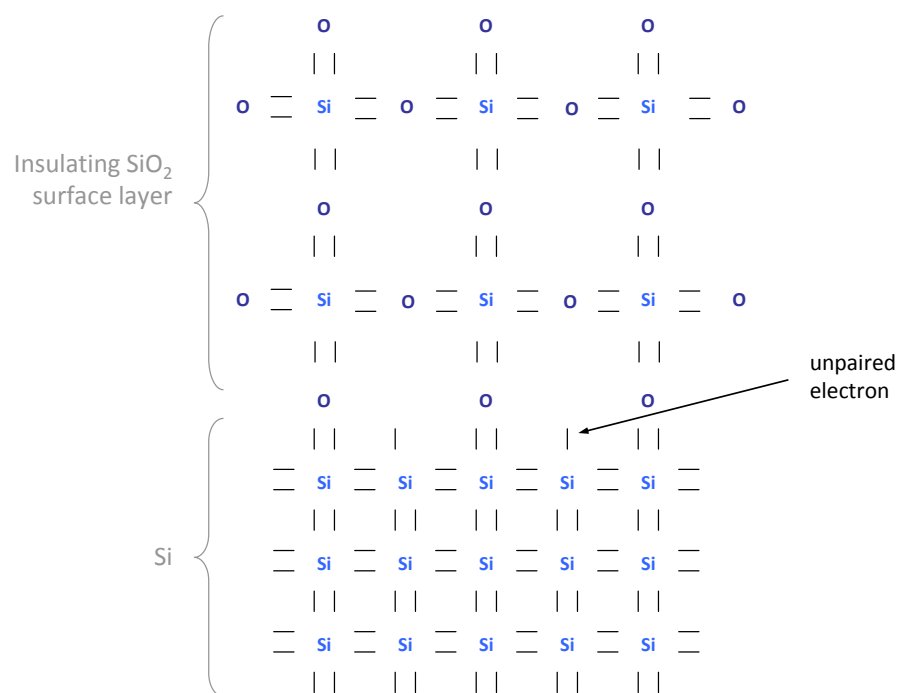 O O O
O Si O Si O Si O
Insulating SiO₂
surface layer
O O O
O Si O Si O Si O
unpaired
electron
O O O
Si Si Si Si Si
Si
Si Si Si Si Si
Si Si Si Si Si